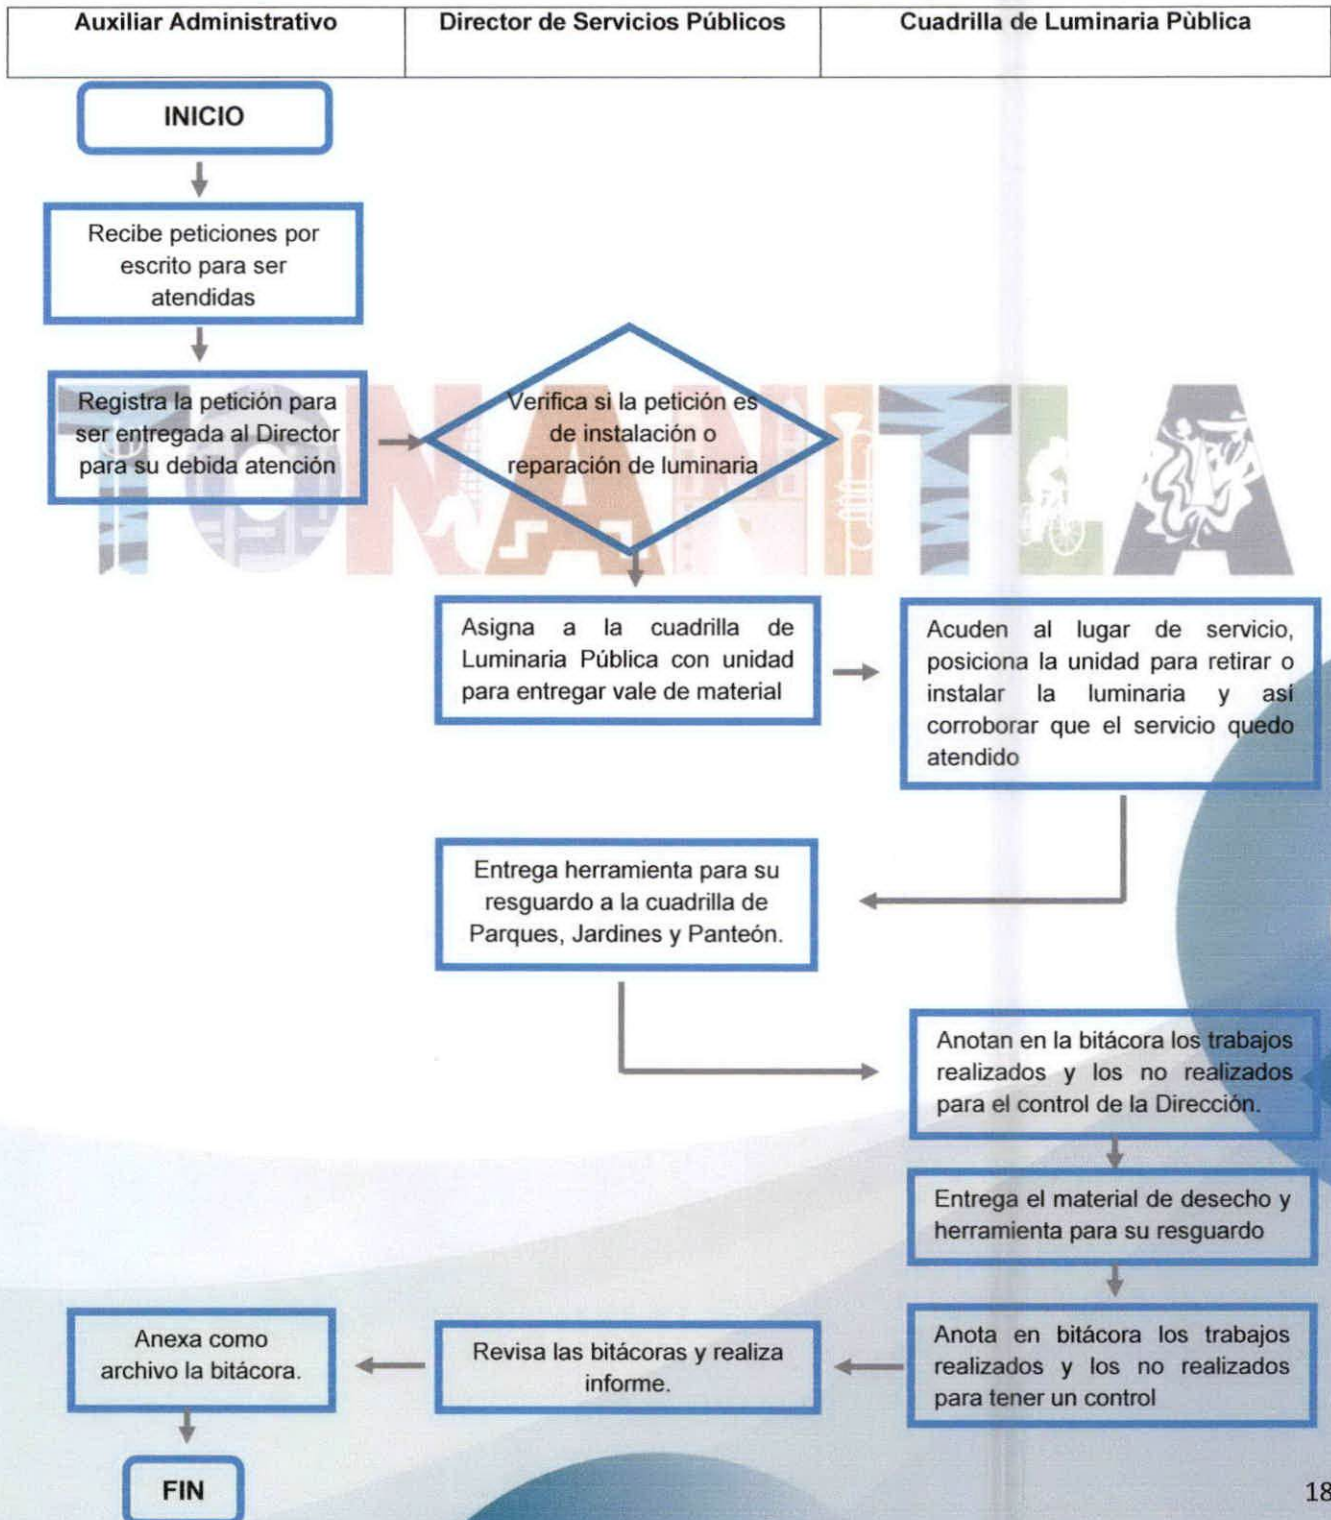 Auxiliar Administrativo
Director de Servicios Públicos
Cuadrilla de Luminaria Pùblica
INICIO
Recibe peticiones por
escrito para ser
atendidas
Registra la petición para
ser entregada al Director
para su debida atención
Verifica si la petición es
de instalación o
reparación de luminaria
TONANITLA
Asigna a la cuadrilla de
Luminaria Pública con unidad
para entregar vale de material
Acuden al lugar de servicio,
posiciona la unidad para retirar o
instalar la luminaria y así
corroborar que el servicio quedo
atendido
Entrega herramienta para su
resguardo a la cuadrilla de
Parques, Jardines y Panteón.
Anotan en la bitácora los trabajos
realizados y los no realizados
para el control de la Dirección.
Entrega el material de desecho y
herramienta para su resguardo
Anota en bitácora los trabajos
realizados y los no realizados
para tener un control
Revisa las bitácoras y realiza
informe.
Anexa como
archivo la bitácora.
FIN
18